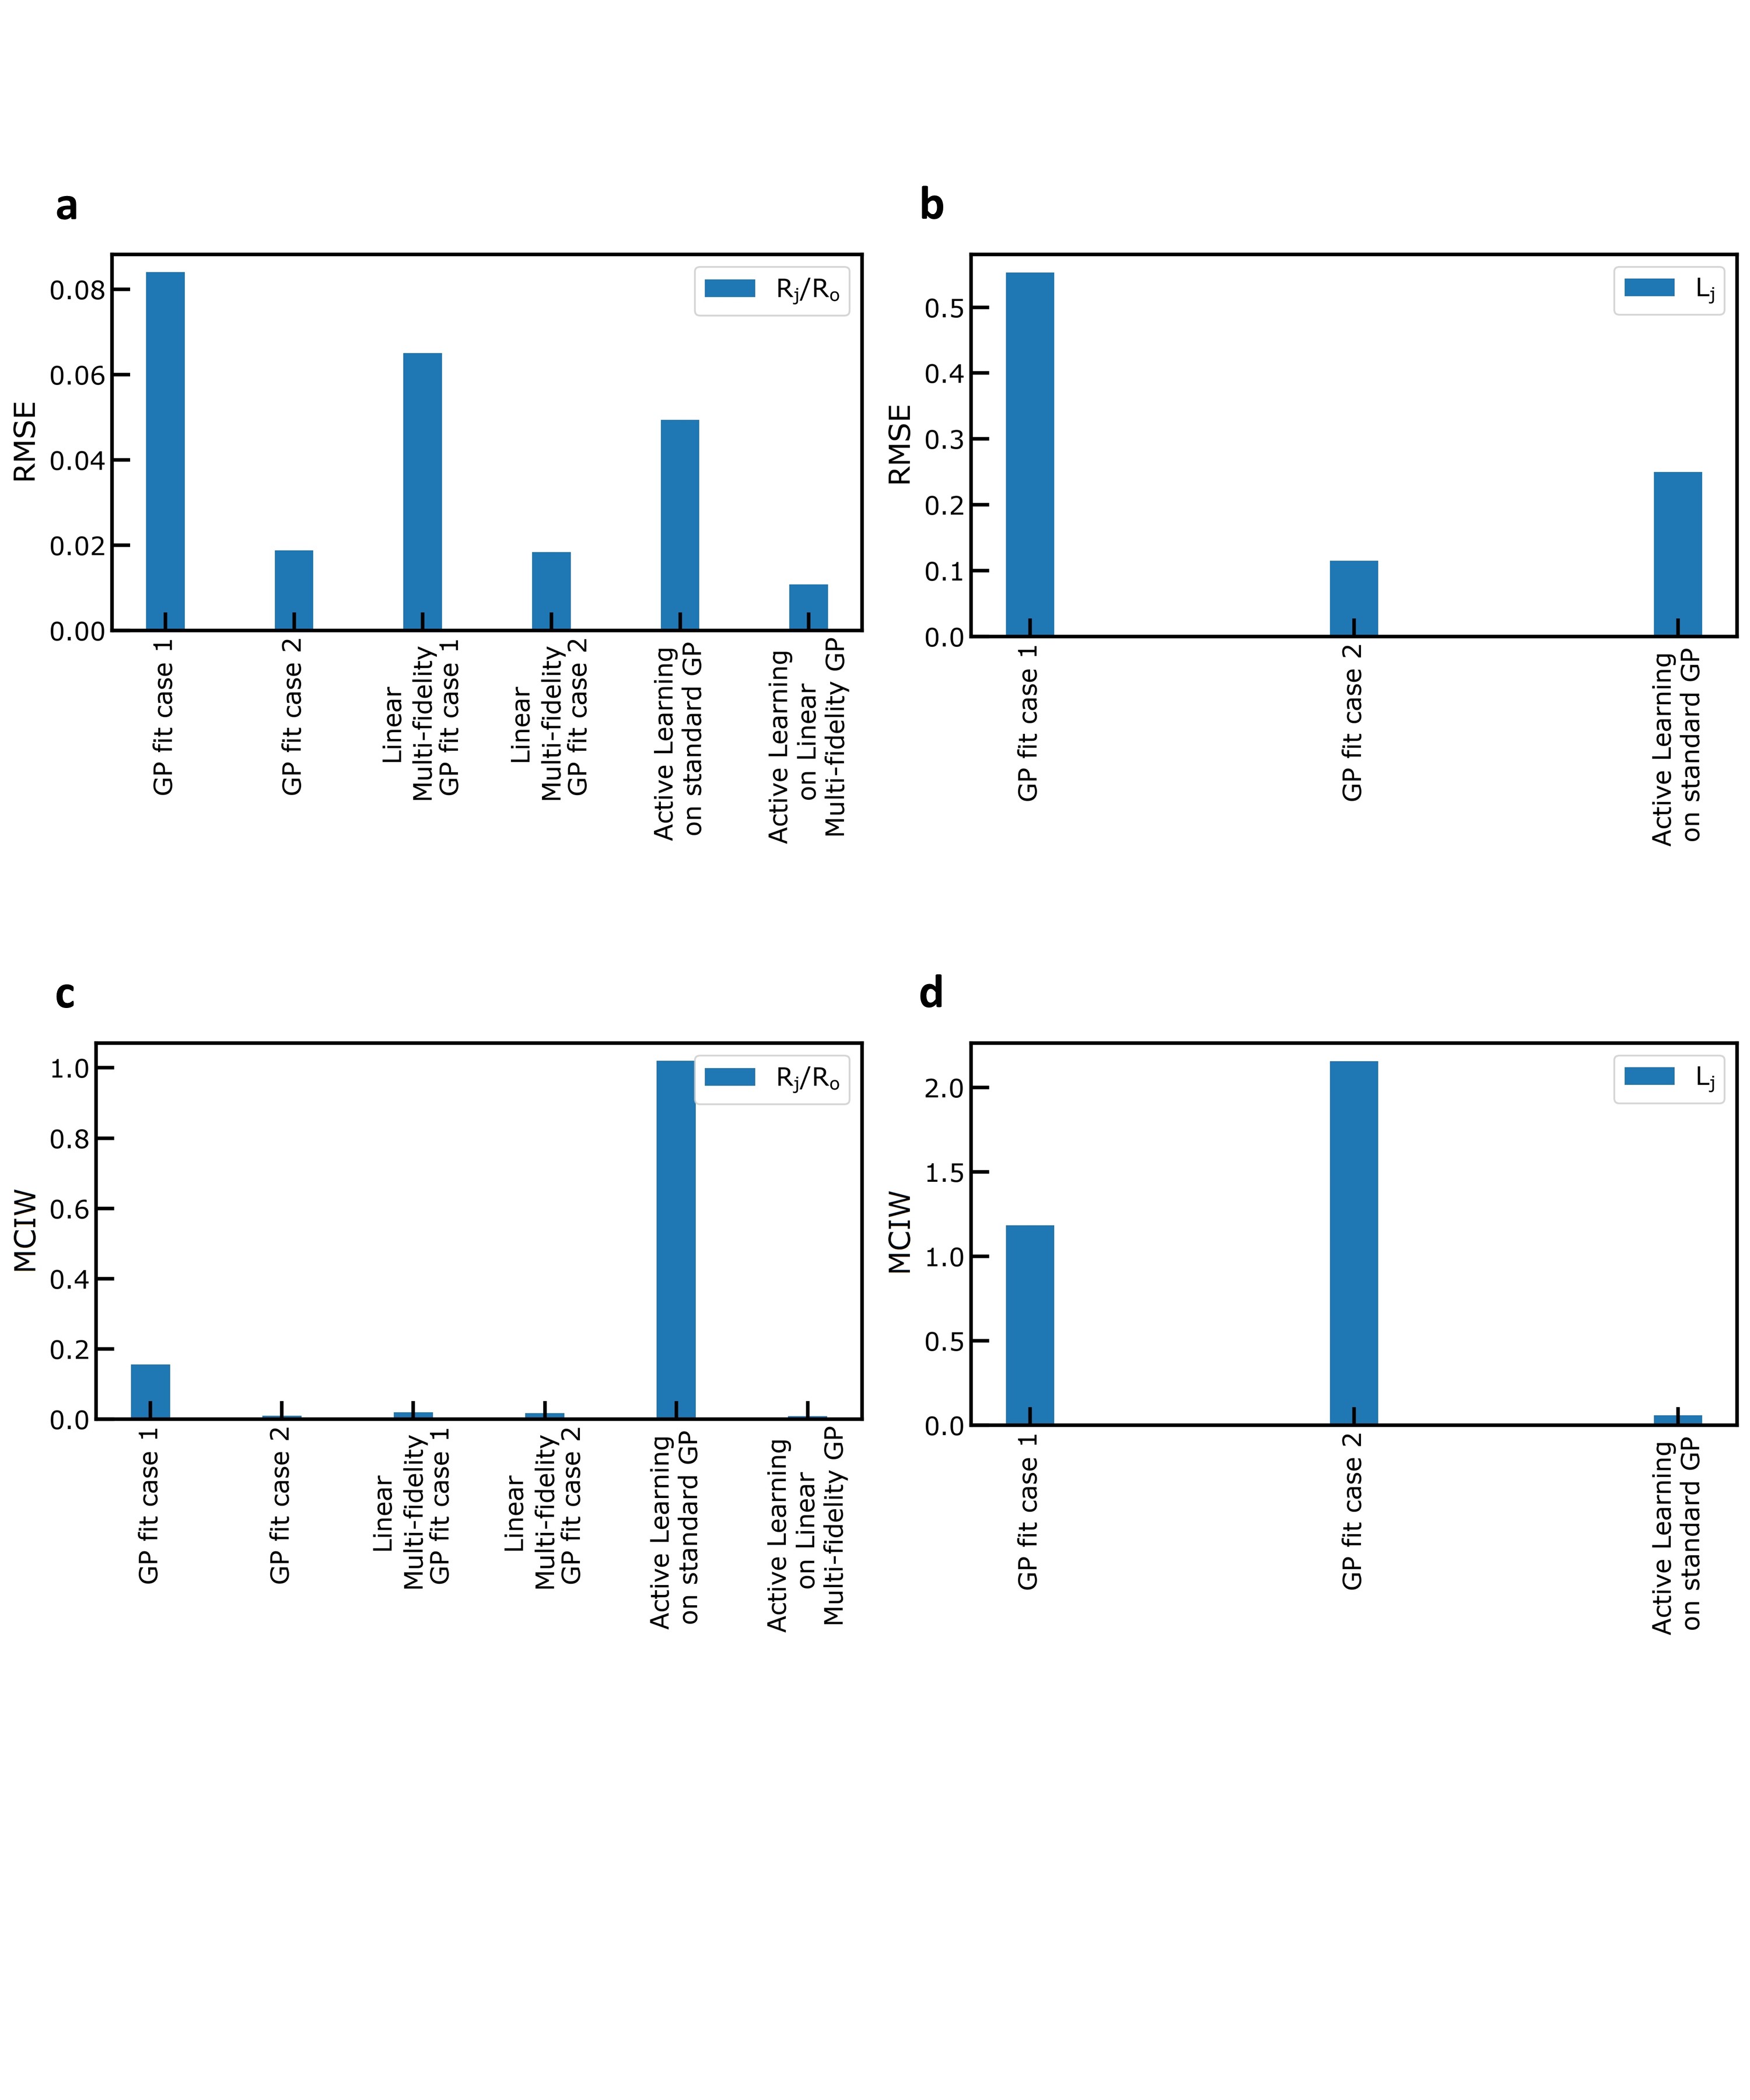 a
RMSE
0.08
0.06
0.04
0.02
0.00
Rj/Ro
GP fit case 1
GP fit case 2
Linear
Multi-fidelity
GP fit case 1
Linear
Multi-fidelity
GP fit case 2
Active Learning
on standard GP
Active Learning
on Linear
Multi-fidelity GP
b
RMSE
0.5
0.4
0.3
0.2
0.1
0.0
Lj
GP fit case 1
GP fit case 2
Active Learning
on standard GP
c
MCIW
1.0
0.8
0.6
0.4
0.2
0.0
Rj/Ro
GP fit case 1
GP fit case 2
Linear
Multi-fidelity
GP fit case 1
Linear
Multi-fidelity
GP fit case 2
Active Learning
on standard GP
Active Learning
on Linear
Multi-fidelity GP
d
MCIW
2.0
1.5
1.0
0.5
0.0
Lj
GP fit case 1
GP fit case 2
Active Learning
on standard GP